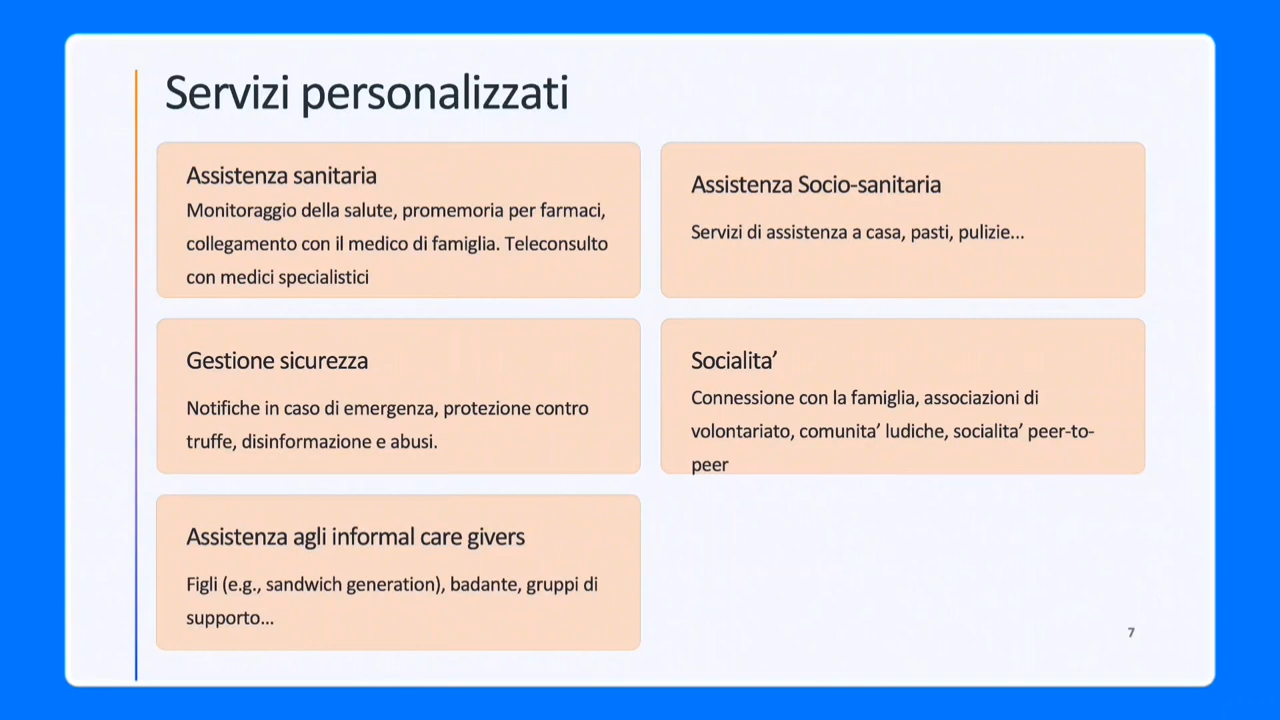 Servizi personalizzati
Assistenza sanitaria
Monitoraggio della salute, promemoria per farmaci,
collegamento con il medico di famiglia. Teleconsulto
con medici specialistici
Assistenza Socio-sanitaria
Servizi di assistenza a casa, pasti, pulizie...
Gestione sicurezza
Notifiche in caso di emergenza, protezione contro
truffe, disinformazione e abusi.
Socialita’
Connessione con la famiglia, associazioni di
volontariato, comunita’ ludiche, socialita’ peer-to-
peer
Assistenza agli informal care givers
Figli (e.g., sandwich generation), badante, gruppi di
supporto...
7